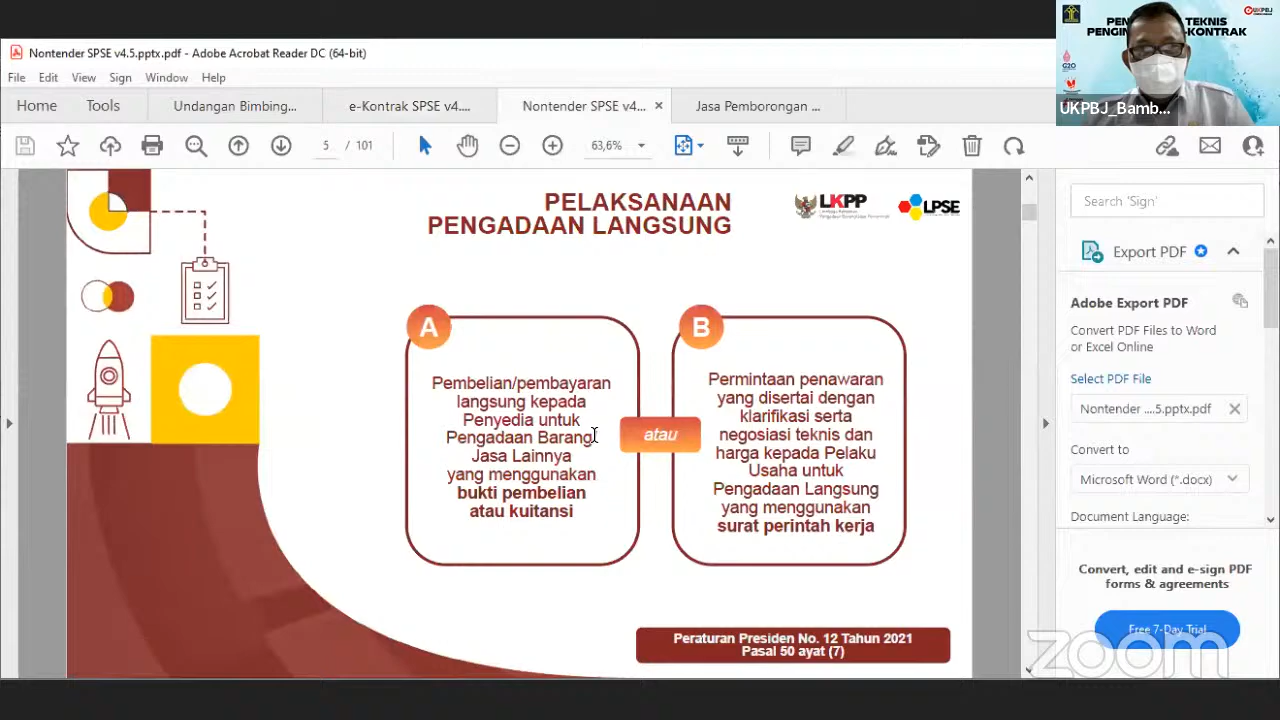 Nontender SPSE v4.5.pptx.pdf - Adobe Acrobat Reader DC (64-bit)
File Edit View Sign Window Help
Home Tools Undangan Bimbing... e-Kontrak SPSE v4.... Nontender SPSE v4... × Jasa Pemborongan ...
5 / 101 63,6%
TEKNIS
UKPBJ_Bamb...
PELAKSANAAN
PENGADAAN LANGSUNG
LKPP
LPSE
A
Pembelian/pembayaran
langsung kepada
Penyedia untuk
Pengadaan Barang/
Jasa Lainnya
yang menggunakan
bukti pembelian
atau kuitansi
atau
B
Permintaan penawaran
yang disertai dengan
klarifikasi serta
negosiasi teknis dan
harga kepada Pelaku
Usaha untuk
Pengadaan Langsung
yang menggunakan
surat perintah kerja
Peraturan Presiden No. 12 Tahun 2021
Pasal 50 ayat (7)
Search 'Sign'
Export PDF
Adobe Export PDF
Convert PDF Files to Word
or Excel Online
Select PDF File
Nontender ....5.pptx.pdf
Convert to
Microsoft Word (*.docx)
Document Language:
Convert, edit and e-sign PDF
forms & agreements
Free 7-Day Trial
zoom